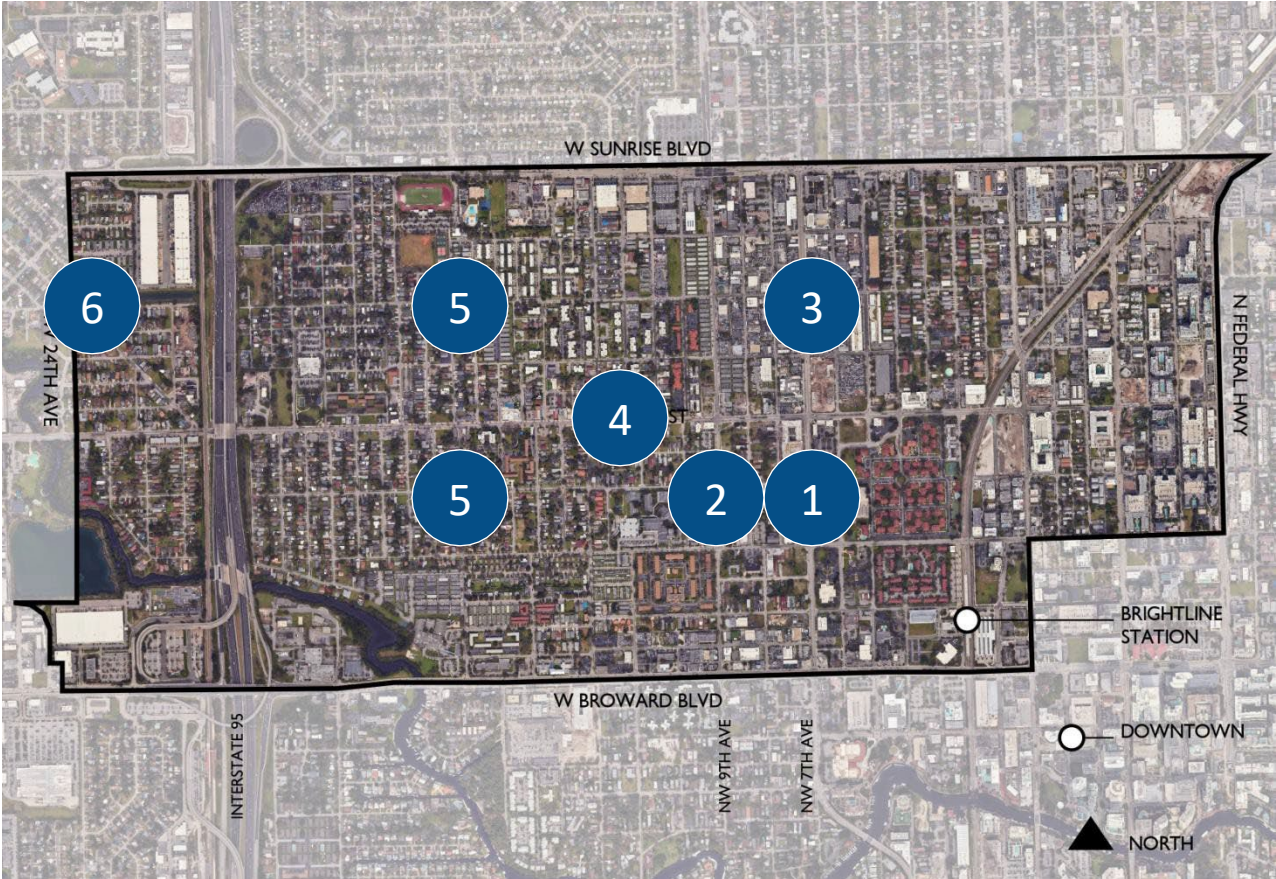 W SUNRISE BLVD
6
5
3
W 24TH AVE
N FEDERAL HWY
4
ST
5
2
1
BRIGHTLINE
STATION
W BROWARD BLVD
INTERSTATE 95
NW 9TH AVE
NW 7TH AVE
DOWNTOWN
NORTH